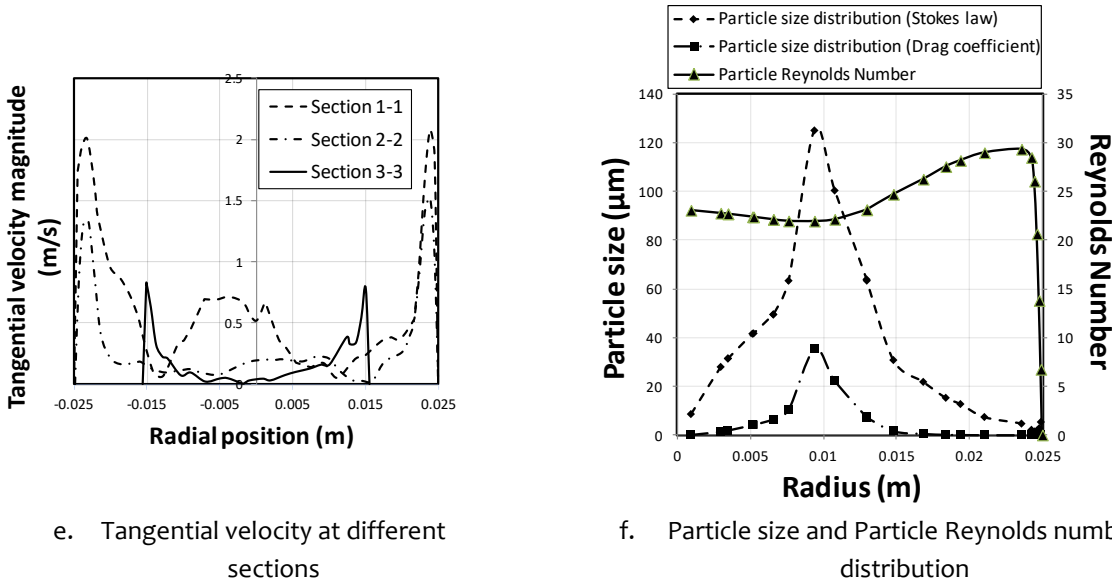 Tangential velocity magnitude
(m/s)
2.5
2
1.5
1
0.5
0
-0.025
-0.015
-0.005
0.005
0.015
0.025
Section 1-1
Section 2-2
Section 3-3
Radial position (m)
e. Tangential velocity at different
sections
Particle size distribution (Stokes law)
Particle size distribution (Drag coefficient)
Particle Reynolds Number
Particle size (µm)
140
120
100
80
60
40
20
0
35
30
25
20
15
10
5
0
Reynolds Number
0
0.005
0.01
0.015
0.02
0.025
Radius (m)
f. Particle size and Particle Reynolds numb
distribution